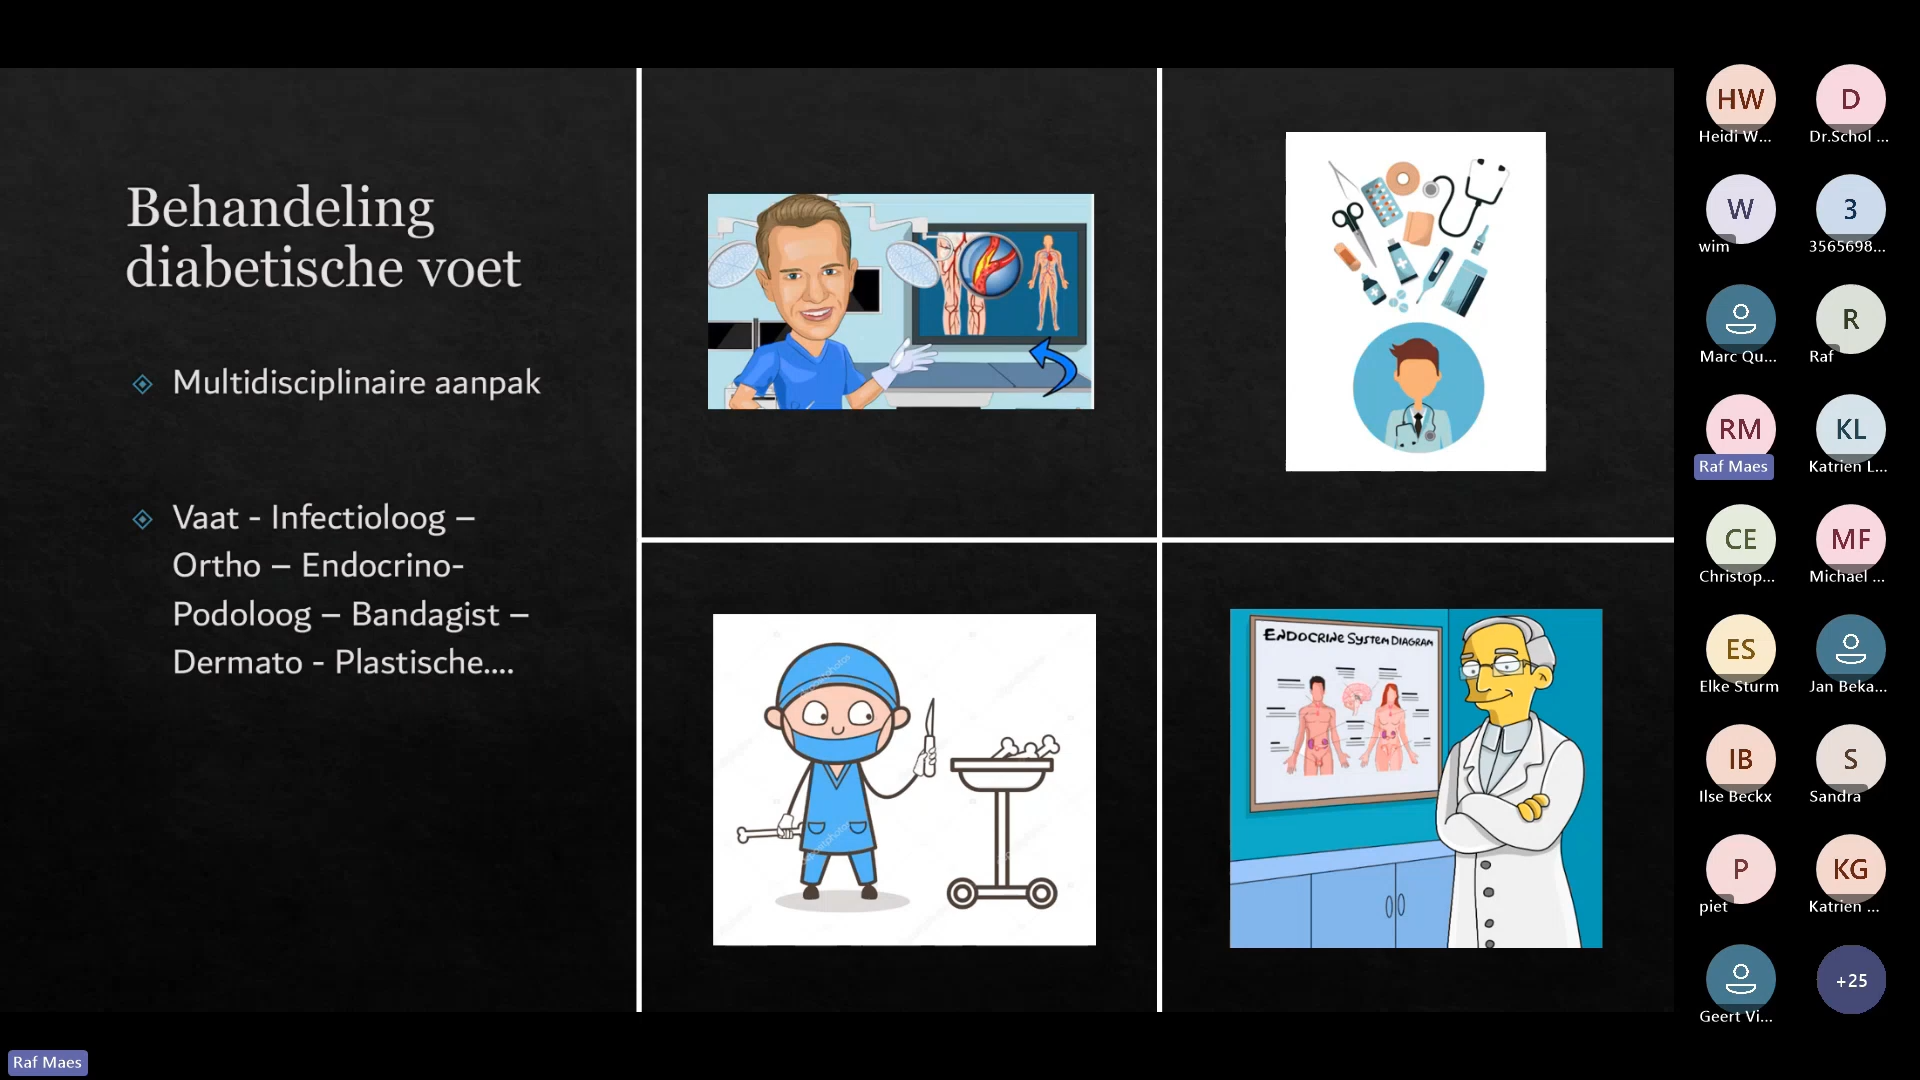 Behandeling
diabetische voet
Multidisciplinaire aanpak
Vaat - Infectioloog –
Ortho – Endocrino-
Podoloog – Bandagist –
Dermato - Plastische....
ENDOCRINE SYSTEM DIAGRAM
HW
Heidi W...
D
Dr.Schol ...
W
wim
3
3565698...
Marc Qu...
R
Raf
RM
Raf Maes
KL
Katrien L...
CE
Christop...
MF
Michael ...
ES
Elke Sturm
Jan Beka...
IB
Ilse Beckx
S
Sandra
P
piet
KG
Katrien ...
Geert Vi...
+25
Raf Maes